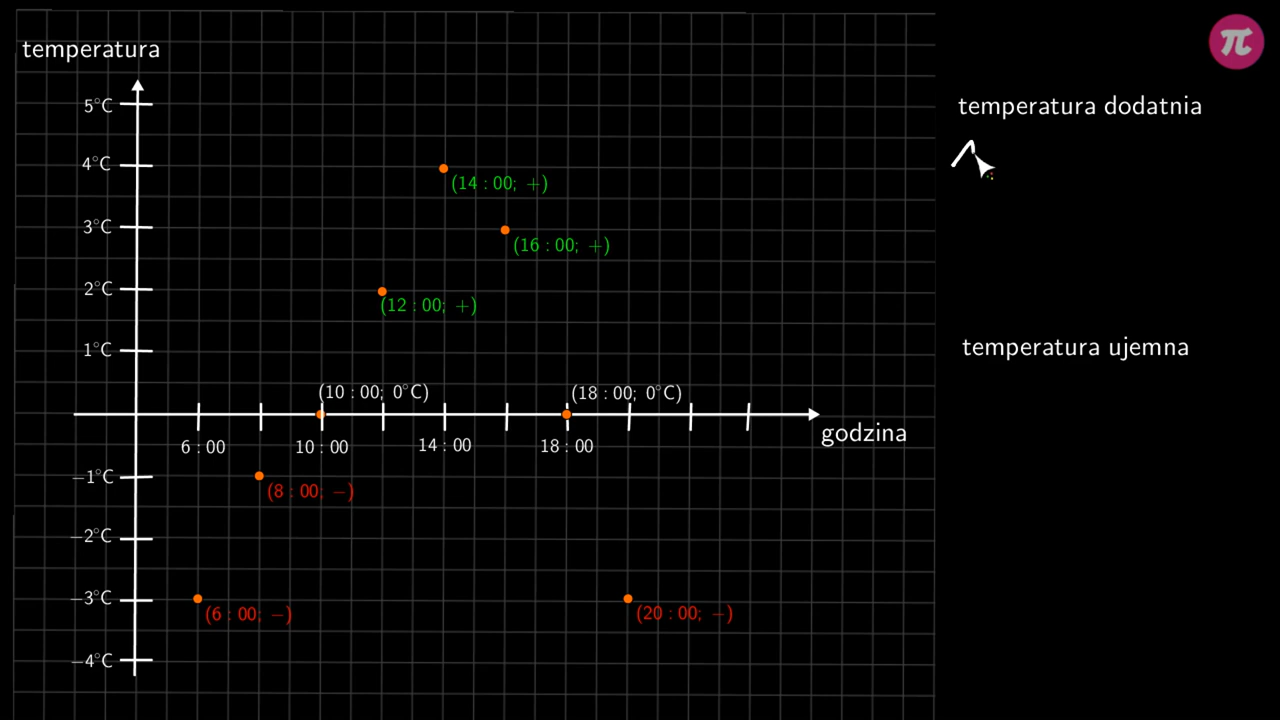 temperatura
5°C
4°C
3°C
2°C
1°C
−1°C
−2°C
−3°C
−4°C
(14 : 00; +)
(16 : 00; +)
(12 : 00; +)
(10 : 00; 0°C)
(18 : 00; 0°C)
6 : 00
10 : 00
14 : 00
18 : 00
godzina
(8 : 00; −)
(6 : 00; −)
(20 : 00; −)
π
temperatura dodatnia
temperatura ujemna